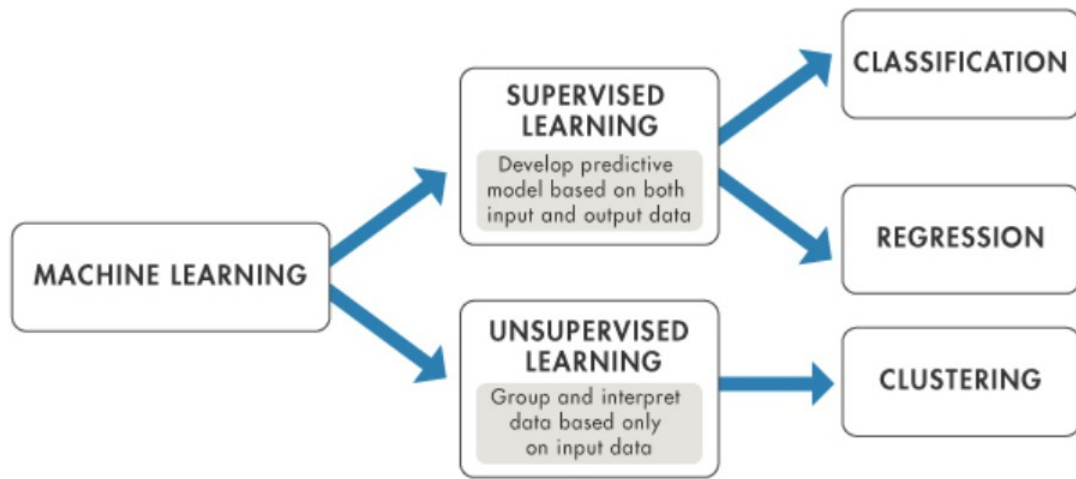 MACHINE LEARNING
SUPERVISED
LEARNING
Develop predictive
model based on both
input and output data
UNSUPERVISED
LEARNING
Group and interpret
data based only
on input data
CLASSIFICATION
REGRESSION
CLUSTERING